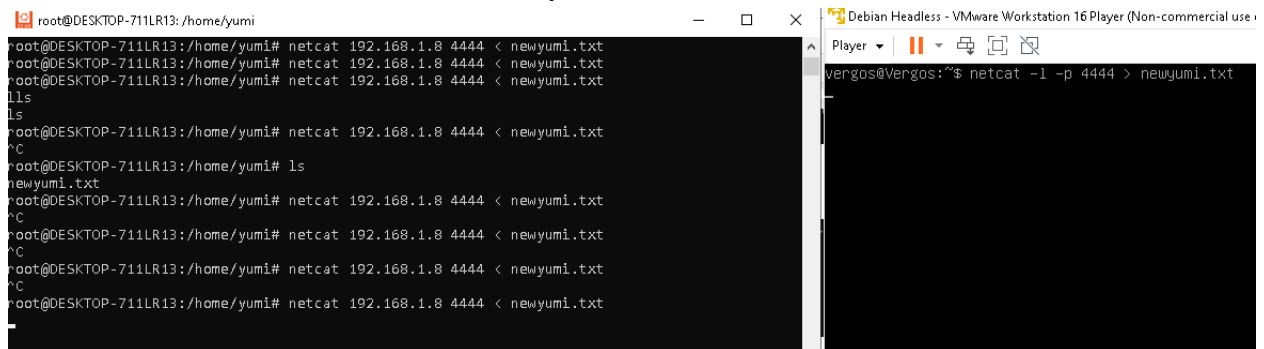 root@DESKTOP-711LR13: /home/yumi
root@DESKTOP-711LR13:/home/yumi# netcat 192.168.1.8 4444 < newyumi.txt
root@DESKTOP-711LR13:/home/yumi# netcat 192.168.1.8 4444 < newyumi.txt
root@DESKTOP-711LR13:/home/yumi# netcat 192.168.1.8 4444 < newyumi.txt
lls
ls
root@DESKTOP-711LR13:/home/yumi# netcat 192.168.1.8 4444 < newyumi.txt
^C
root@DESKTOP-711LR13:/home/yumi# ls
newyumi.txt
root@DESKTOP-711LR13:/home/yumi# netcat 192.168.1.8 4444 < newyumi.txt
^C
root@DESKTOP-711LR13:/home/yumi# netcat 192.168.1.8 4444 < newyumi.txt
^C
root@DESKTOP-711LR13:/home/yumi# netcat 192.168.1.8 4444 < newyumi.txt
^C
root@DESKTOP-711LR13:/home/yumi# netcat 192.168.1.8 4444 < newyumi.txt
Debian Headless - VMware Workstation 16 Player (Non-commercial use
Player
vergos@Vergos:~$ netcat -l -p 4444 > newyumi.txt